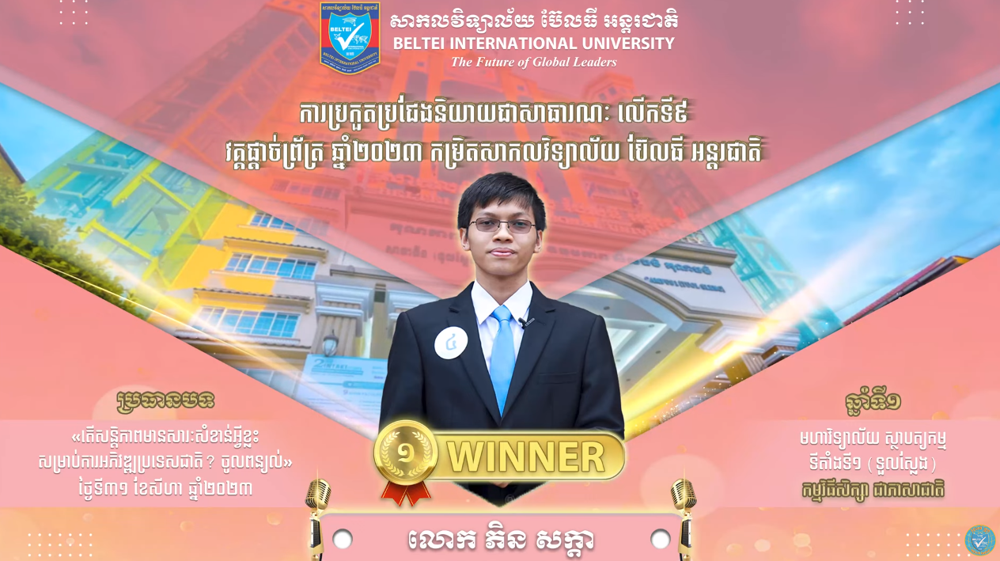 សាកលវិទ្យាល័យ ប៊ែលធី អន្តរជាតិ
BELTEI INTERNATIONAL UNIVERSITY
The Future of Global Leaders
BELTEI
ការប្រកួតប្រជែងនិយាយជាសាធារណៈ លើកទី៩
វគ្គផ្តាច់ព្រ័ត្រ ឆ្នាំ២០២៣ កម្រិតសាកលវិទ្យាល័យ ប៊ែលធី អន្តរជាតិ
៤
ប្រធានបទ
«តើសន្តិភាពមានសារៈសំខាន់អ្វីខ្លះ
សម្រាប់ការអភិវឌ្ឍប្រទេសជាតិ? ចូលពន្យល់»
ថ្ងៃទី៣១ ខែសីហា ឆ្នាំ២០២៣
ឆ្នាំទី១
មហាវិទ្យាល័យ ស្ថាបត្យកម្ម
ទីតាំងទី១ (ទួលស្លែង)
កម្មវិធីសិក្សា ជាភាសាជាតិ
១ WINNER
លោក ភិន សក្តា